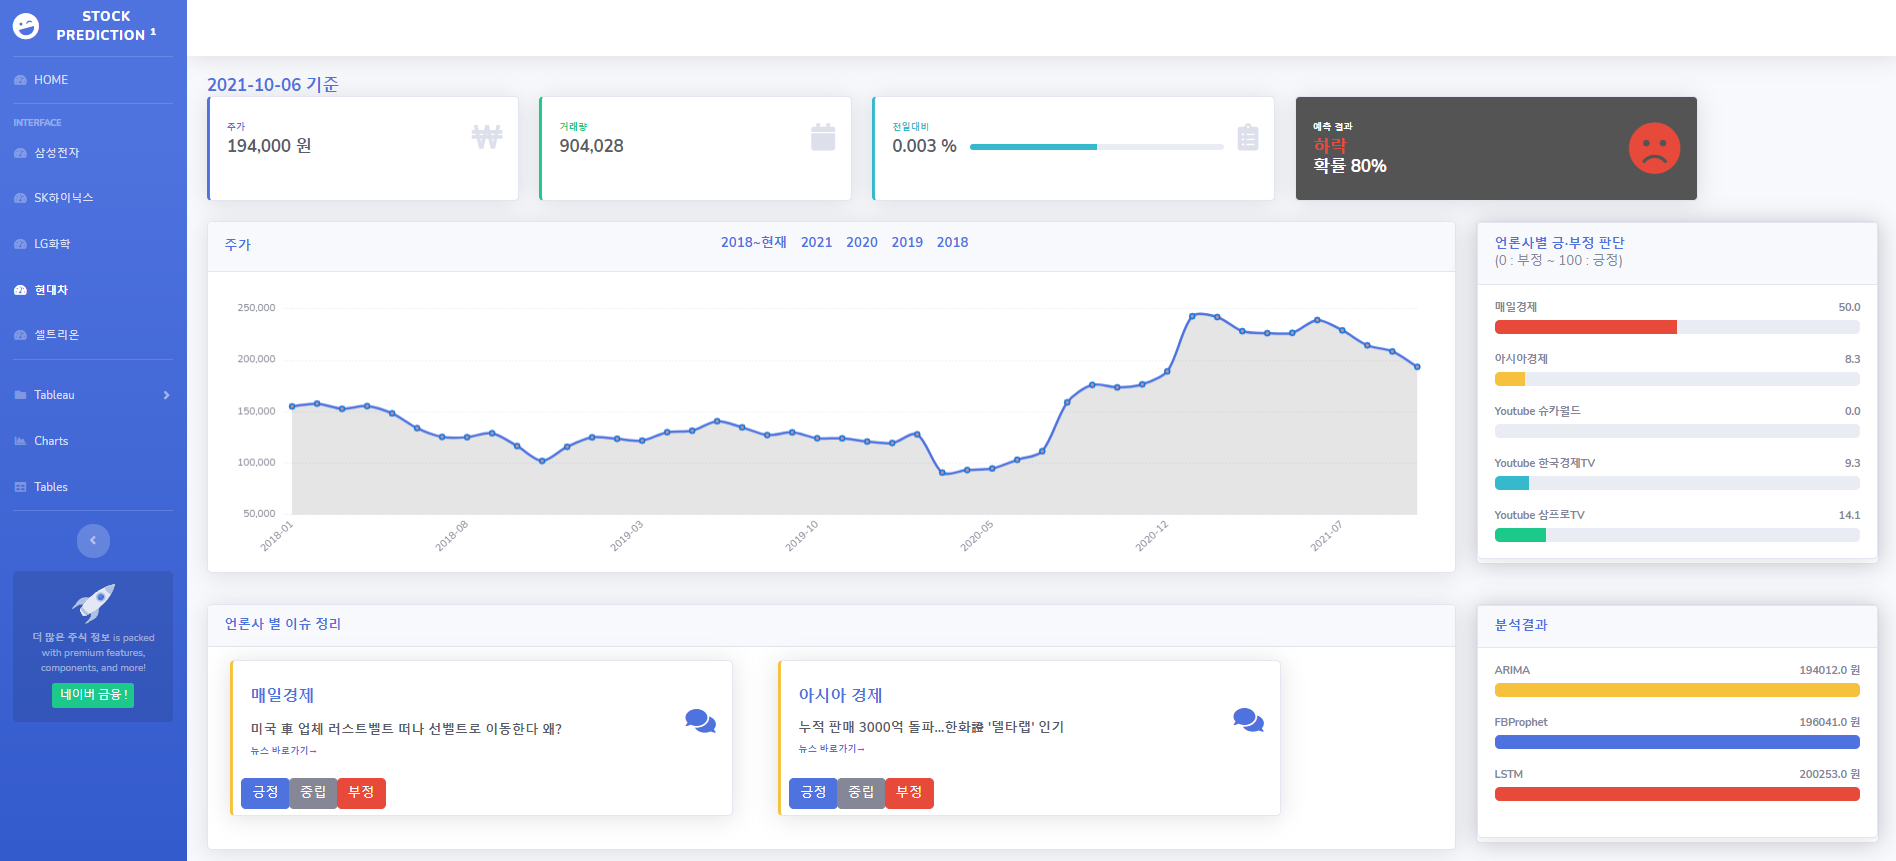 STOCK
PREDICTION 1
HOME
INTERFACE
삼성전자
SK하이닉스
LG화학
현대차
셀트리온
Tableau
Charts
Tables
더 많은 주식 정보 is packed
with premium features,
components, and more!
네이버 금융 !
2021-10-06 기준
주가
194,000 원
거래량
904,028
전일대비
0.003 %
예측 결과
하락
확률 80%
주가
2018~현재 2021 2020 2019 2018
250,000
200,000
150,000
100,000
50,000
2018-01 2018-08 2019-03 2019-10 2020-05 2020-12 2021-07
언론사별 긍·부정 판단
(0 : 부정 ~ 100 : 긍정)
매일경제 50.0
아시아경제 8.3
Youtube 슈카월드 0.0
Youtube 한국경제TV 9.3
Youtube 삼프로TV 14.1
언론사 별 이슈 정리
매일경제
미국 車 업체 러스트벨트 떠나 선벨트로 이동한다 왜?
뉴스 바로가기→
긍정 중립 부정
아시아 경제
누적 판매 3000억 돌파...한화證 '델타랩' 인기
뉴스 바로가기→
긍정 중립 부정
분석결과
ARIMA 194012.0 원
FBProphet 196041.0 원
LSTM 200253.0 원